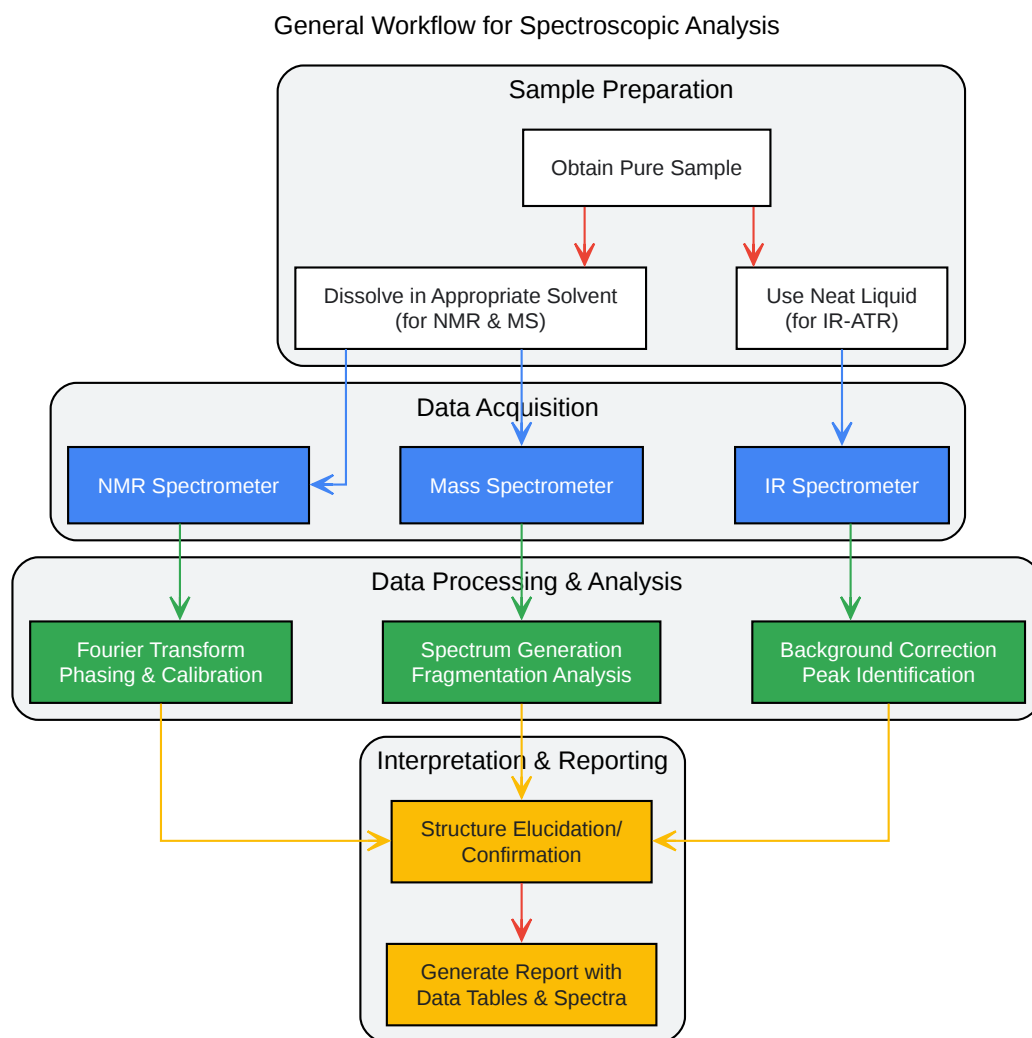 General Workflow for Spectroscopic Analysis
Sample Preparation
Obtain Pure Sample
Dissolve in Appropriate Solvent
(for NMR & MS)
Use Neat Liquid
(for IR-ATR)
Data Acquisition
NMR Spectrometer
Mass Spectrometer
IR Spectrometer
Data Processing & Analysis
Fourier Transform
Phasing & Calibration
Spectrum Generation
Fragmentation Analysis
Background Correction
Peak Identification
Interpretation & Reporting
Structure Elucidation/
Confirmation
Generate Report with
Data Tables & Spectra